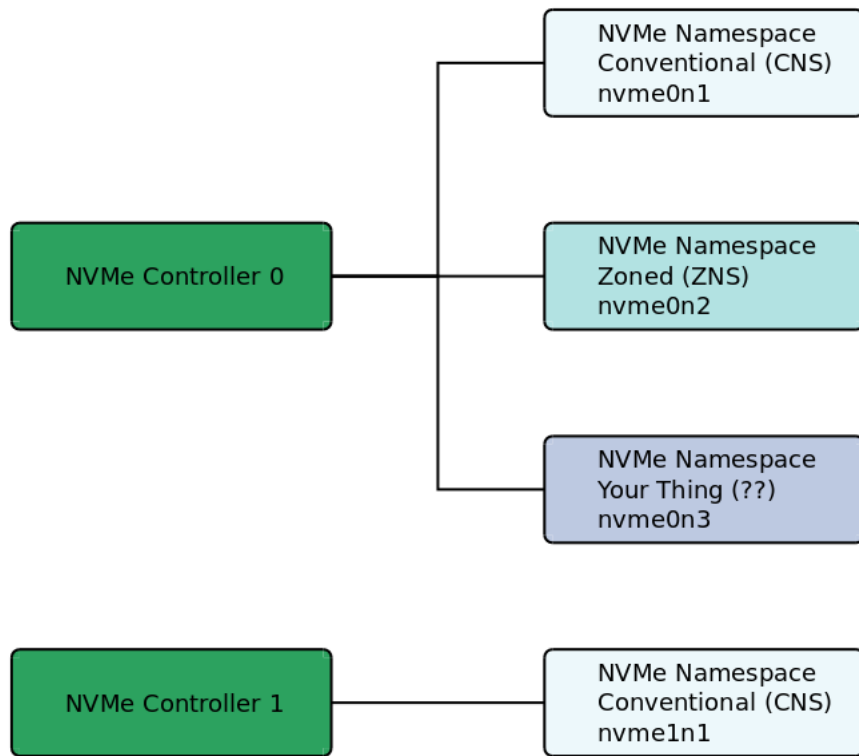 NVMe Namespace
Conventional (CNS)
nvme0n1
NVMe Controller 0
NVMe Namespace
Zoned (ZNS)
nvme0n2
NVMe Namespace
Your Thing (??)
nvme0n3
NVMe Controller 1
NVMe Namespace
Conventional (CNS)
nvme1n1